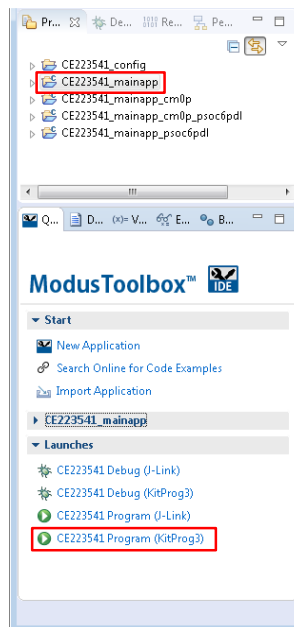 Pr... De... Re... Pe...
CE223541_config
CE223541_mainapp
CE223541_mainapp_cm0p
CE223541_mainapp_cm0p_psoc6pdl
CE223541_mainapp_psoc6pdl
Q... D... (x)= V... E... B...
ModusToolbox™ IDE
Start
New Application
Search Online for Code Examples
Import Application
CE223541_mainapp
Launches
CE223541 Debug (J-Link)
CE223541 Debug (KitProg3)
CE223541 Program (J-Link)
CE223541 Program (KitProg3)